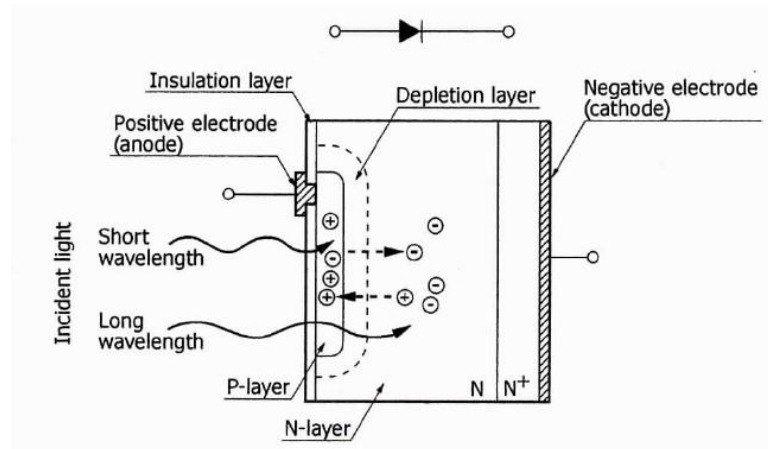 Insulation layer
Depletion layer
Negative electrode
(cathode)
Positive electrode
(anode)
Incident light
Short
wavelength
Long
wavelength
P-layer
N-layer
N
N+
+
-
-
-
+
+
+
-
-